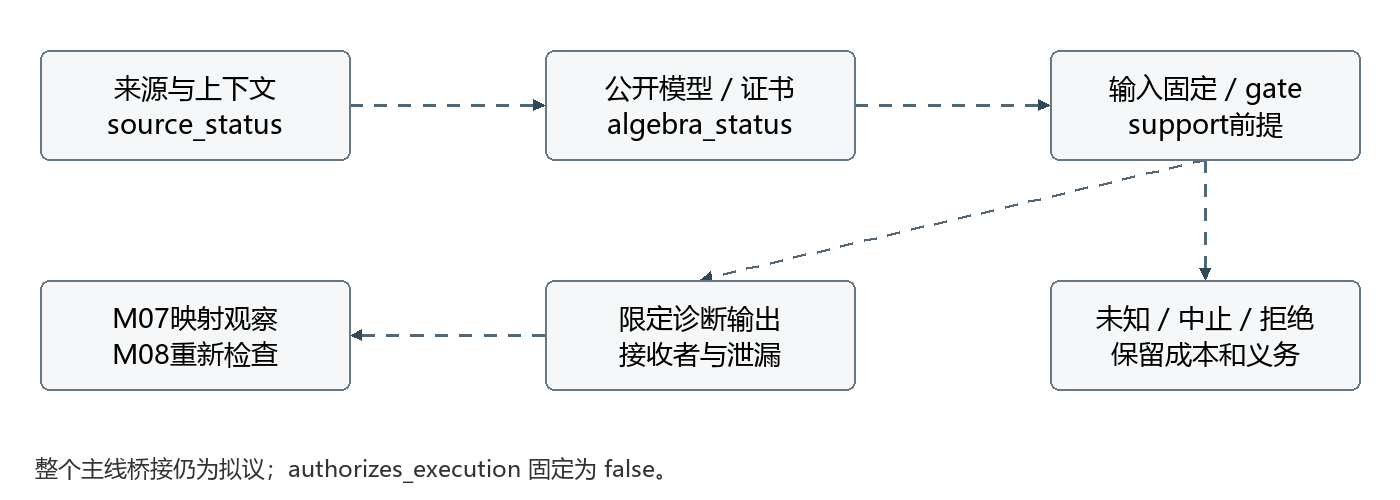 来源与上下文
source_status
公开模型 / 证书
algebra_status
输入固定 / gate
support前提
M07映射观察
M08重新检查
限定诊断输出
接收者与泄漏
未知 / 中止 / 拒绝
保留成本和义务
整个主线桥接仍为拟议；authorizes_execution 固定为 false。